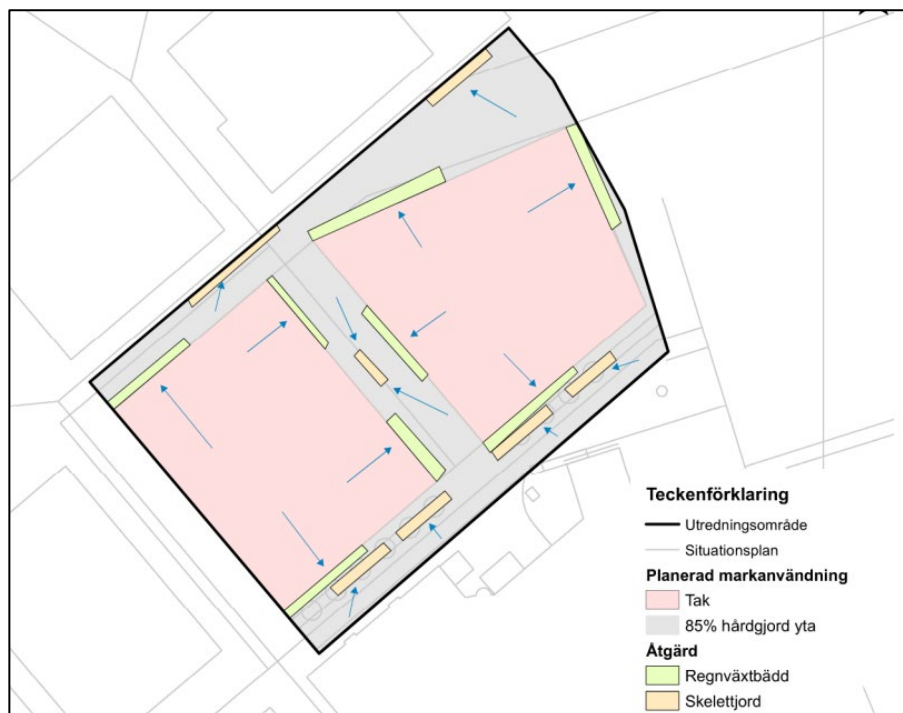 Teckenförklaring
Utredningsområde
Situationsplan
Planerad markanvändning
Tak
85% hårdgjord yta
Åtgärd
Regnväxtbädd
Skelettjord